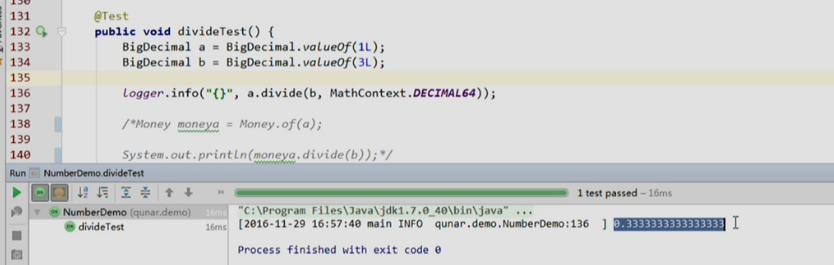 131 @Test
132 public void divideTest() {
133 BigDecimal a = BigDecimal.valueOf(1L);
134 BigDecimal b = BigDecimal.valueOf(3L);
135
136 logger.info("{}", a.divide(b, MathContext.DECIMAL64));
137
138 /*Money moneya = Money.of(a);
139
140 System.out.println(moneya.divide(b));*/
Run NumberDemo.divideTest
1 test passed – 16ms
NumberDemo (qunar.demo) 16ms
divideTest 16ms
"C:\Program Files\Java\jdk1.7.0_40\bin\java" ...
[2016-11-29 16:57:40 main INFO qunar.demo.NumberDemo:136 ] 0.3333333333333333
Process finished with exit code 0